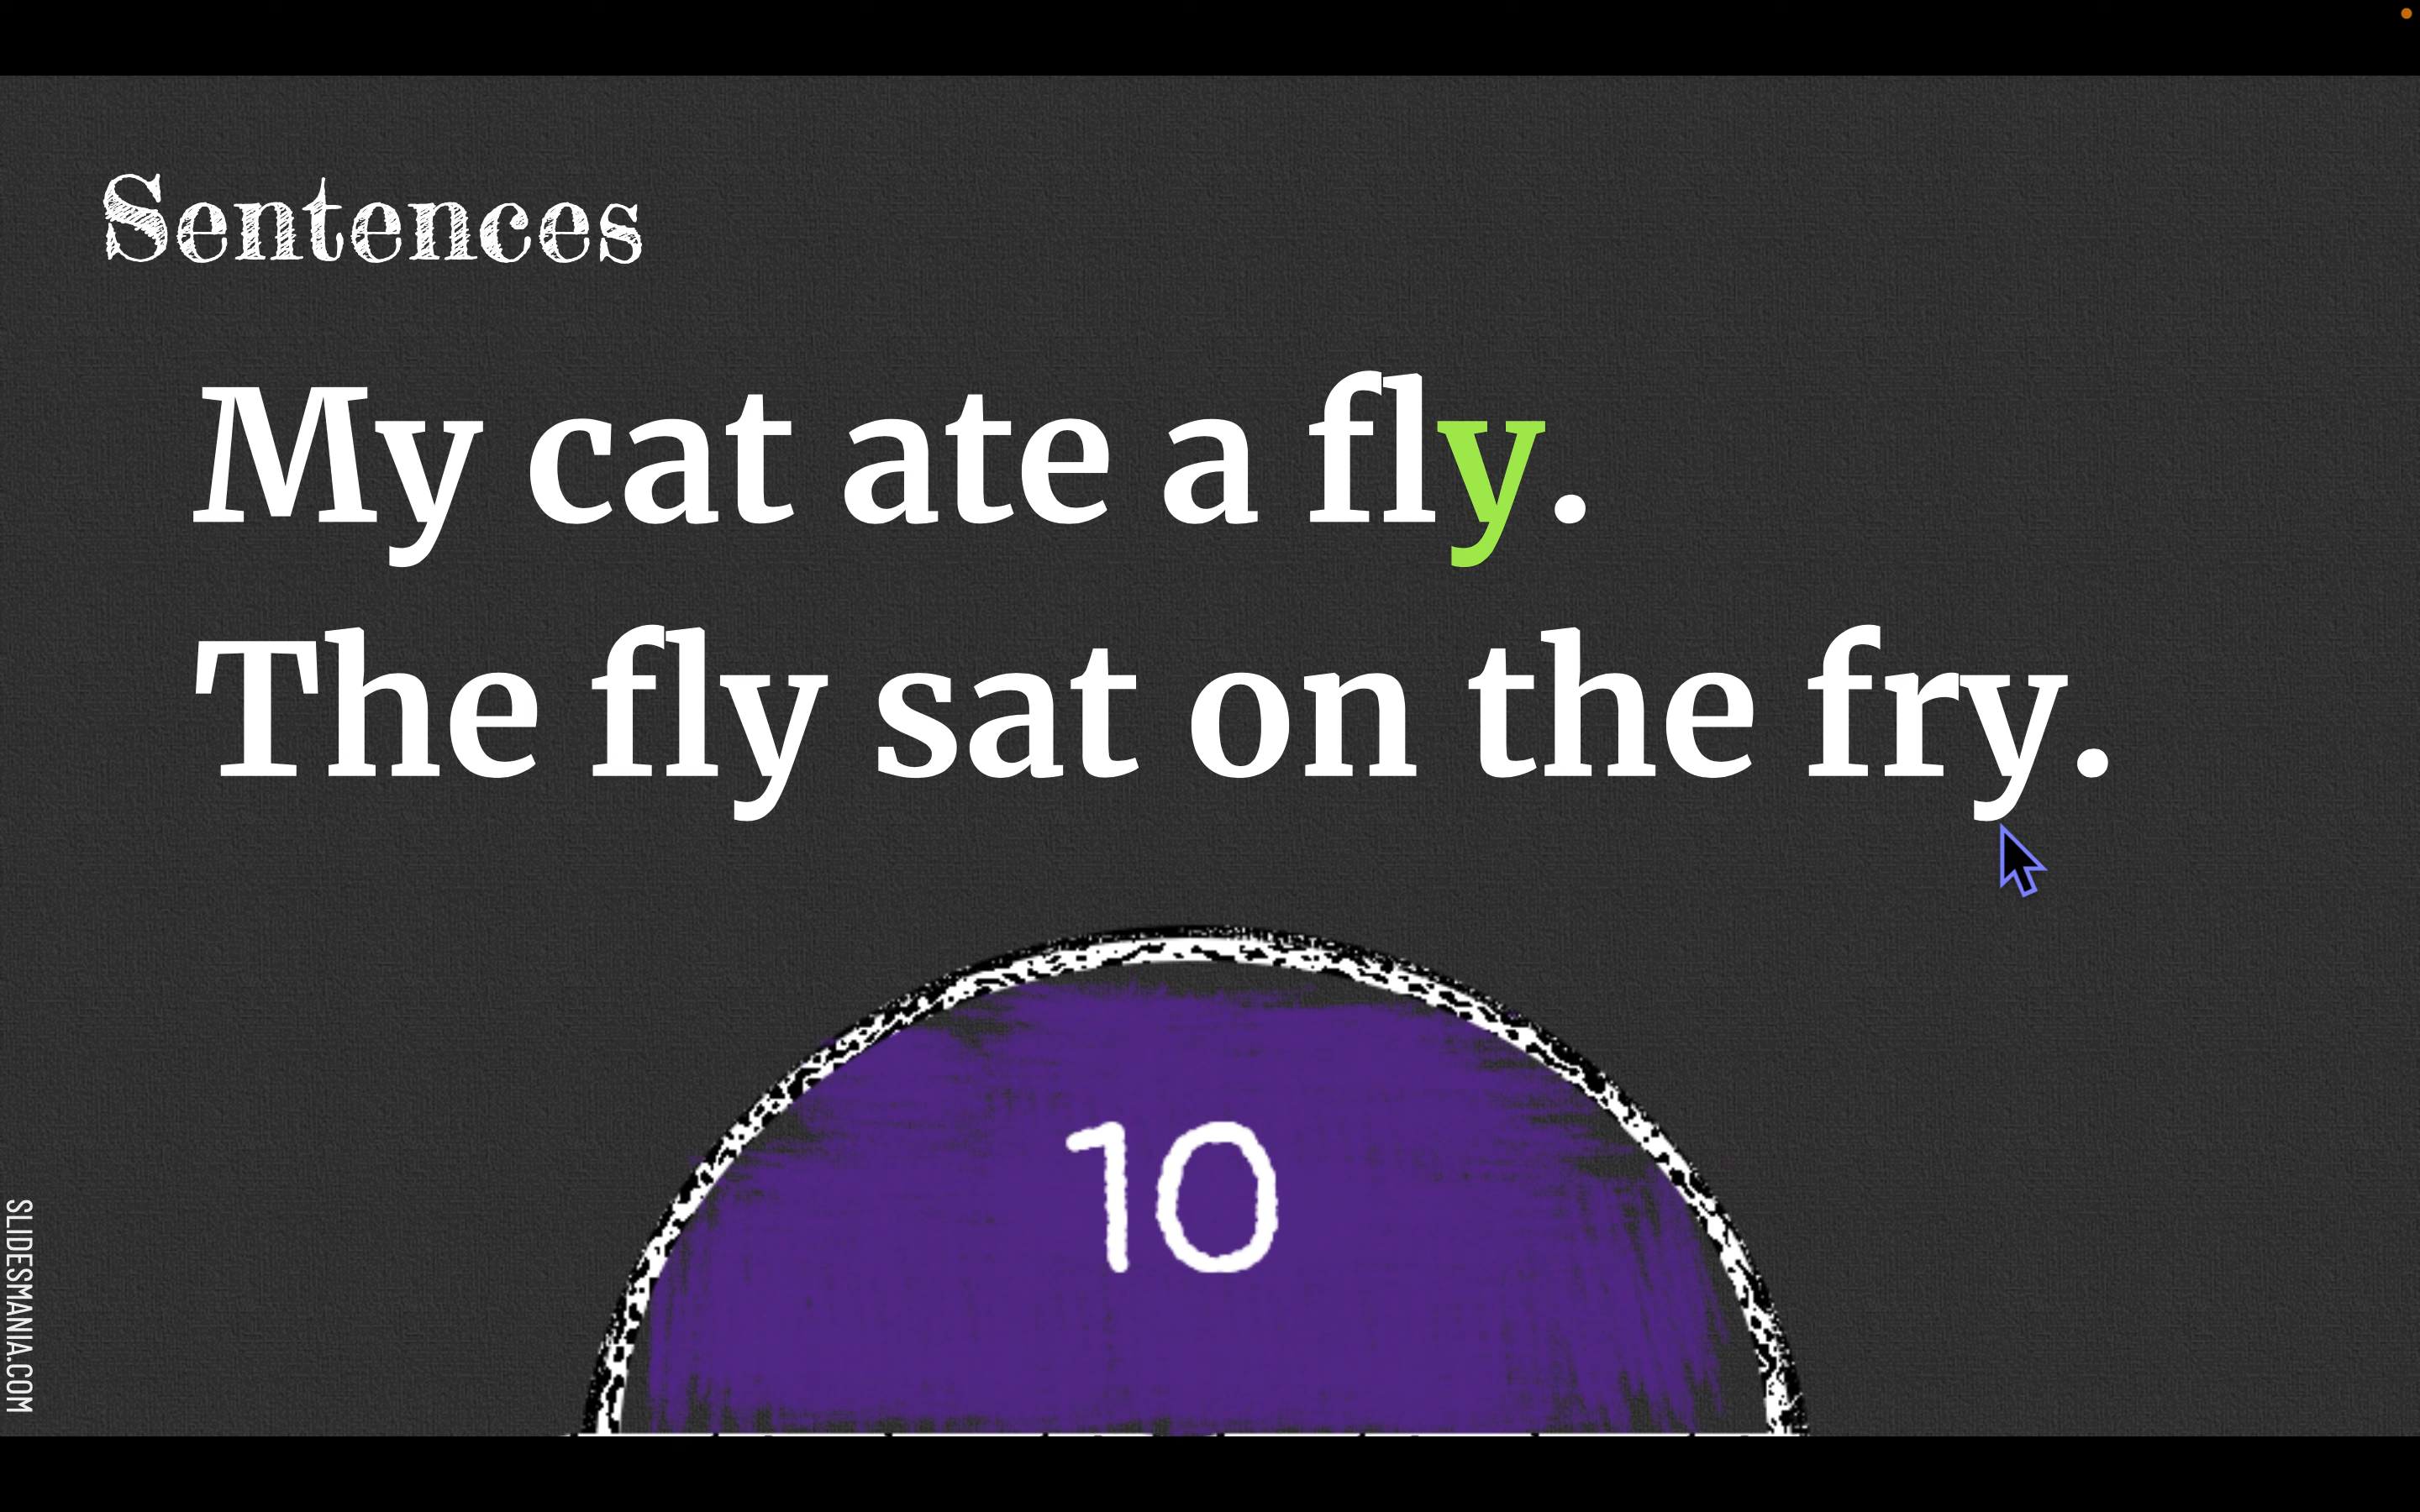 Sentences
My cat ate a fly.
The fly sat on the fry.
10
SLIDESMANIA.COM